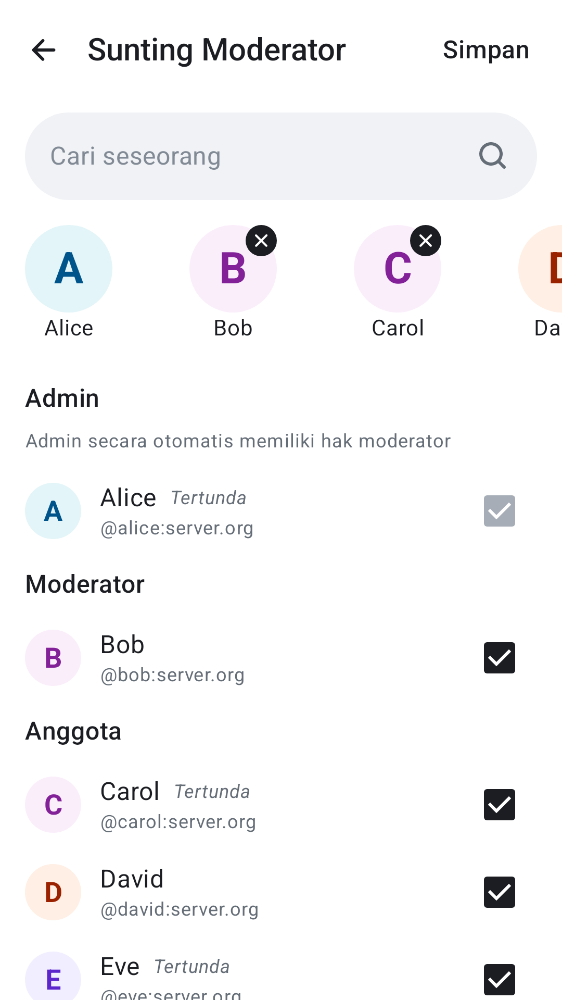 Sunting Moderator
Simpan
Cari seseorang
A
B
C
D
Alice
Bob
Carol
Da
Admin
Admin secara otomatis memiliki hak moderator
A
Alice Tertunda
@alice:server.org
Moderator
B
Bob
@bob:server.org
Anggota
C
Carol Tertunda
@carol:server.org
D
David
@david:server.org
E
Eve Tertunda
@eve:server.org